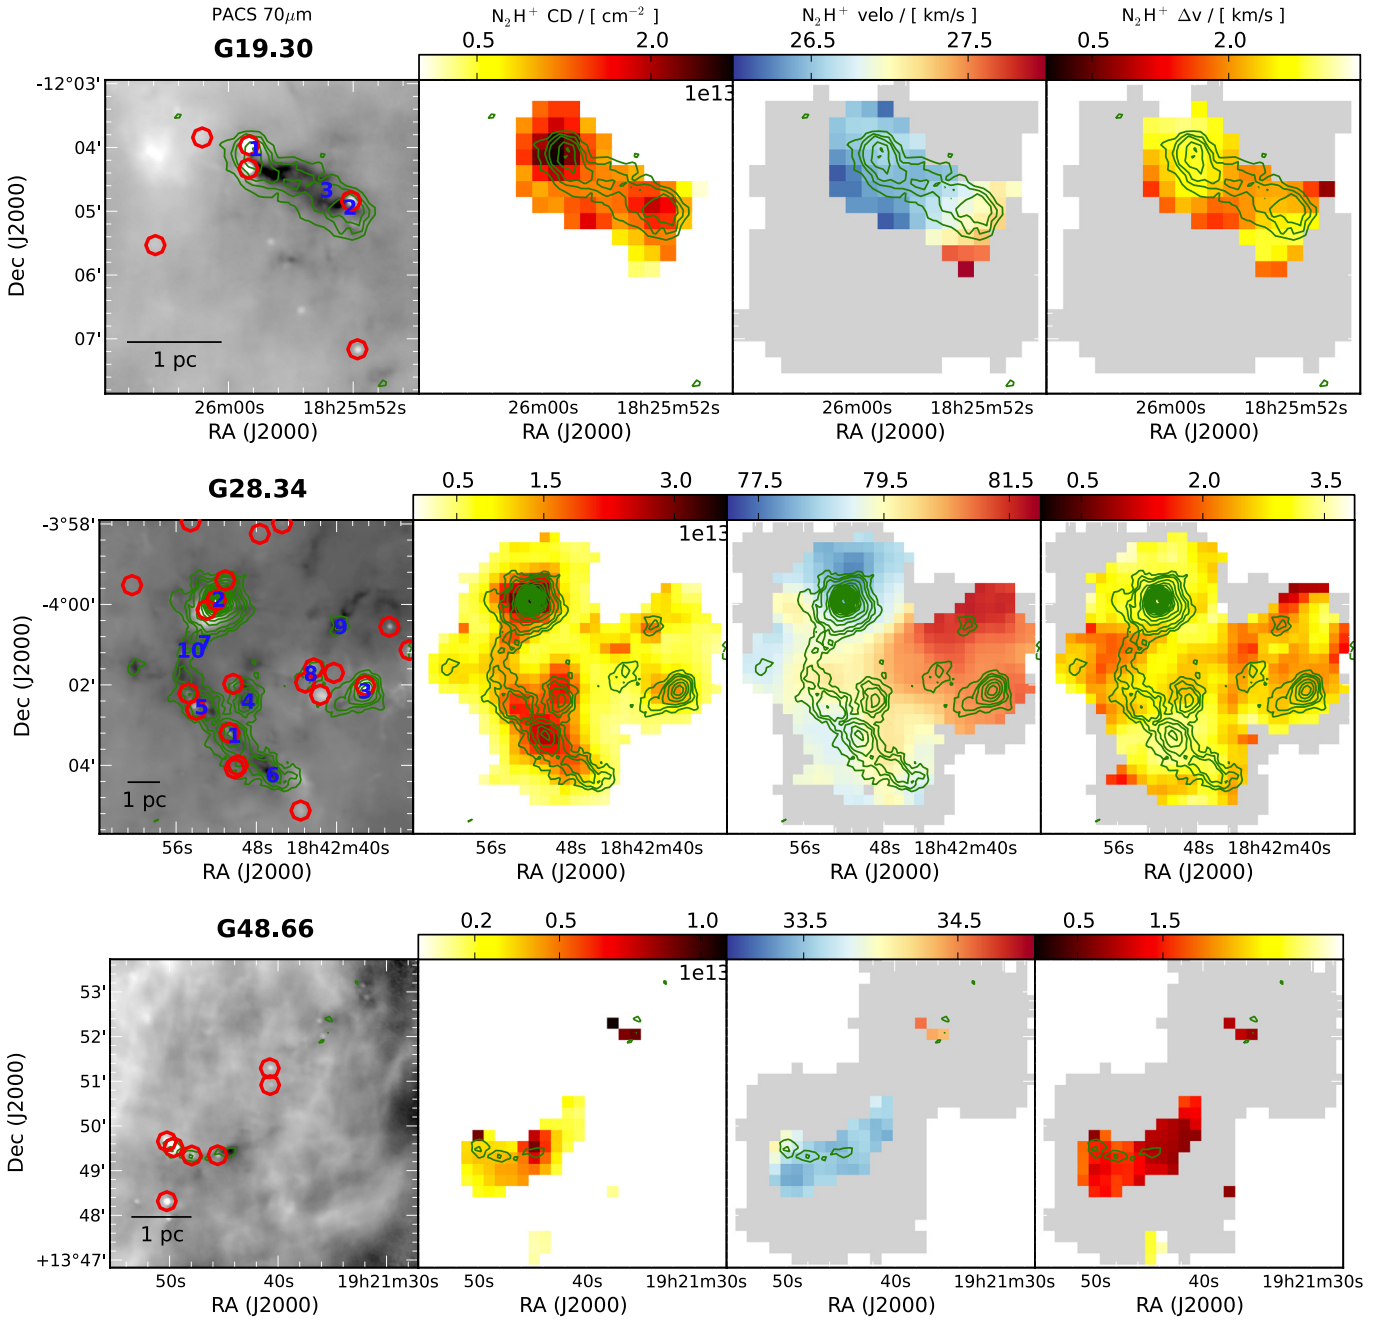 PACS 70μm
N₂H⁺ CD / [ cm⁻² ]
N₂H⁺ velo / [ km/s ]
N₂H⁺ Δv / [ km/s ]
G19.30
0.5 2.0
26.5 27.5
0.5 2.0
1e13
-12°03'
04'
05'
06'
07'
Dec (J2000)
1
3
2
1 pc
26m00s 18h25m52s
26m00s 18h25m52s
26m00s 18h25m52s
26m00s 18h25m52s
RA (J2000)
RA (J2000)
RA (J2000)
RA (J2000)
G28.34
0.5 1.5 3.0
77.5 79.5 81.5
0.5 2.0 3.5
1e13
-3°58'
-4°00'
02'
04'
Dec (J2000)
2
9
7
10
8
3
4
5
1
6
1 pc
56s 48s 18h42m40s
56s 48s 18h42m40s
56s 48s 18h42m40s
56s 48s 18h42m40s
RA (J2000)
RA (J2000)
RA (J2000)
RA (J2000)
G48.66
0.2 0.5 1.0
33.5 34.5
0.5 1.5
1e13
53'
52'
51'
50'
49'
48'
+13°47'
Dec (J2000)
1 pc
50s 40s 19h21m30s
50s 40s 19h21m30s
50s 40s 19h21m30s
50s 40s 19h21m30s
RA (J2000)
RA (J2000)
RA (J2000)
RA (J2000)